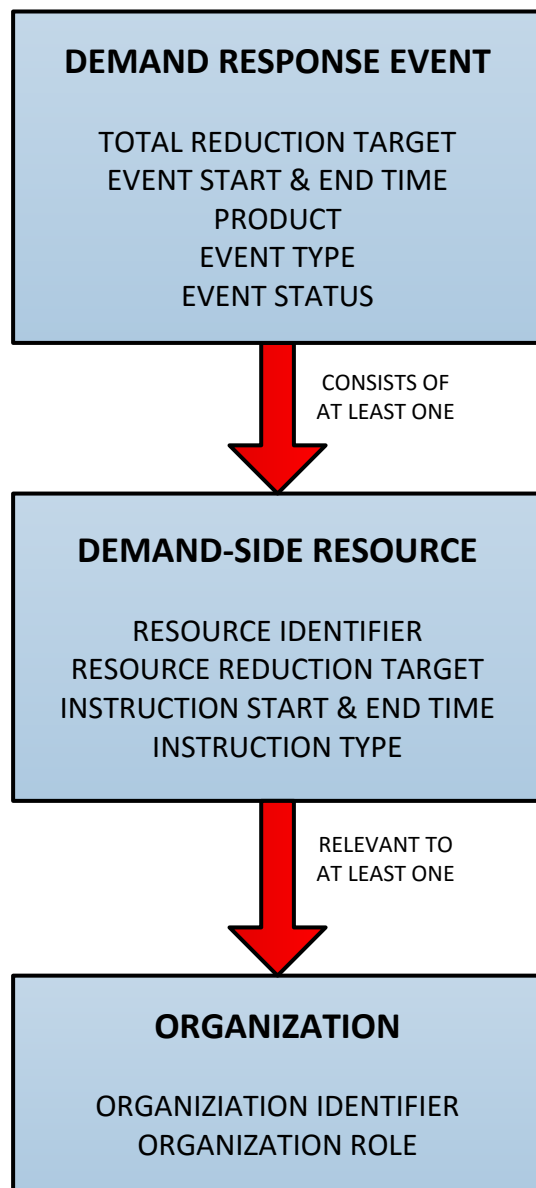 DEMAND RESPONSE EVENT
TOTAL REDUCTION TARGET
EVENT START & END TIME
PRODUCT
EVENT TYPE
EVENT STATUS
CONSISTS OF
AT LEAST ONE
DEMAND-SIDE RESOURCE
RESOURCE IDENTIFIER
RESOURCE REDUCTION TARGET
INSTRUCTION START & END TIME
INSTRUCTION TYPE
RELEVANT TO
AT LEAST ONE
ORGANIZATION
ORGANIZIATION IDENTIFIER
ORGANIZATION ROLE